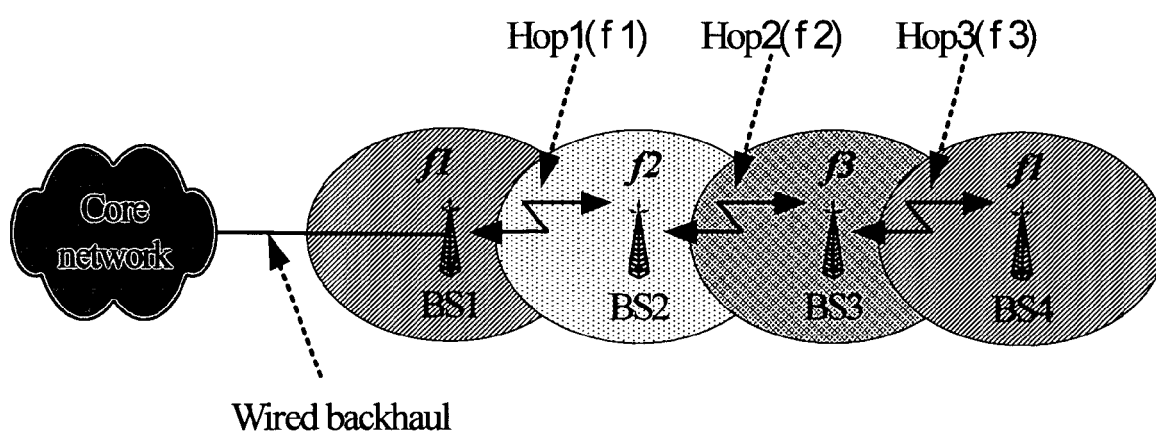 Hop1(f1) Hop2(f2) Hop3(f3)
f1 f2 f3 f1
Core
network
BS1 BS2 BS3 BS4
Wired backhaul